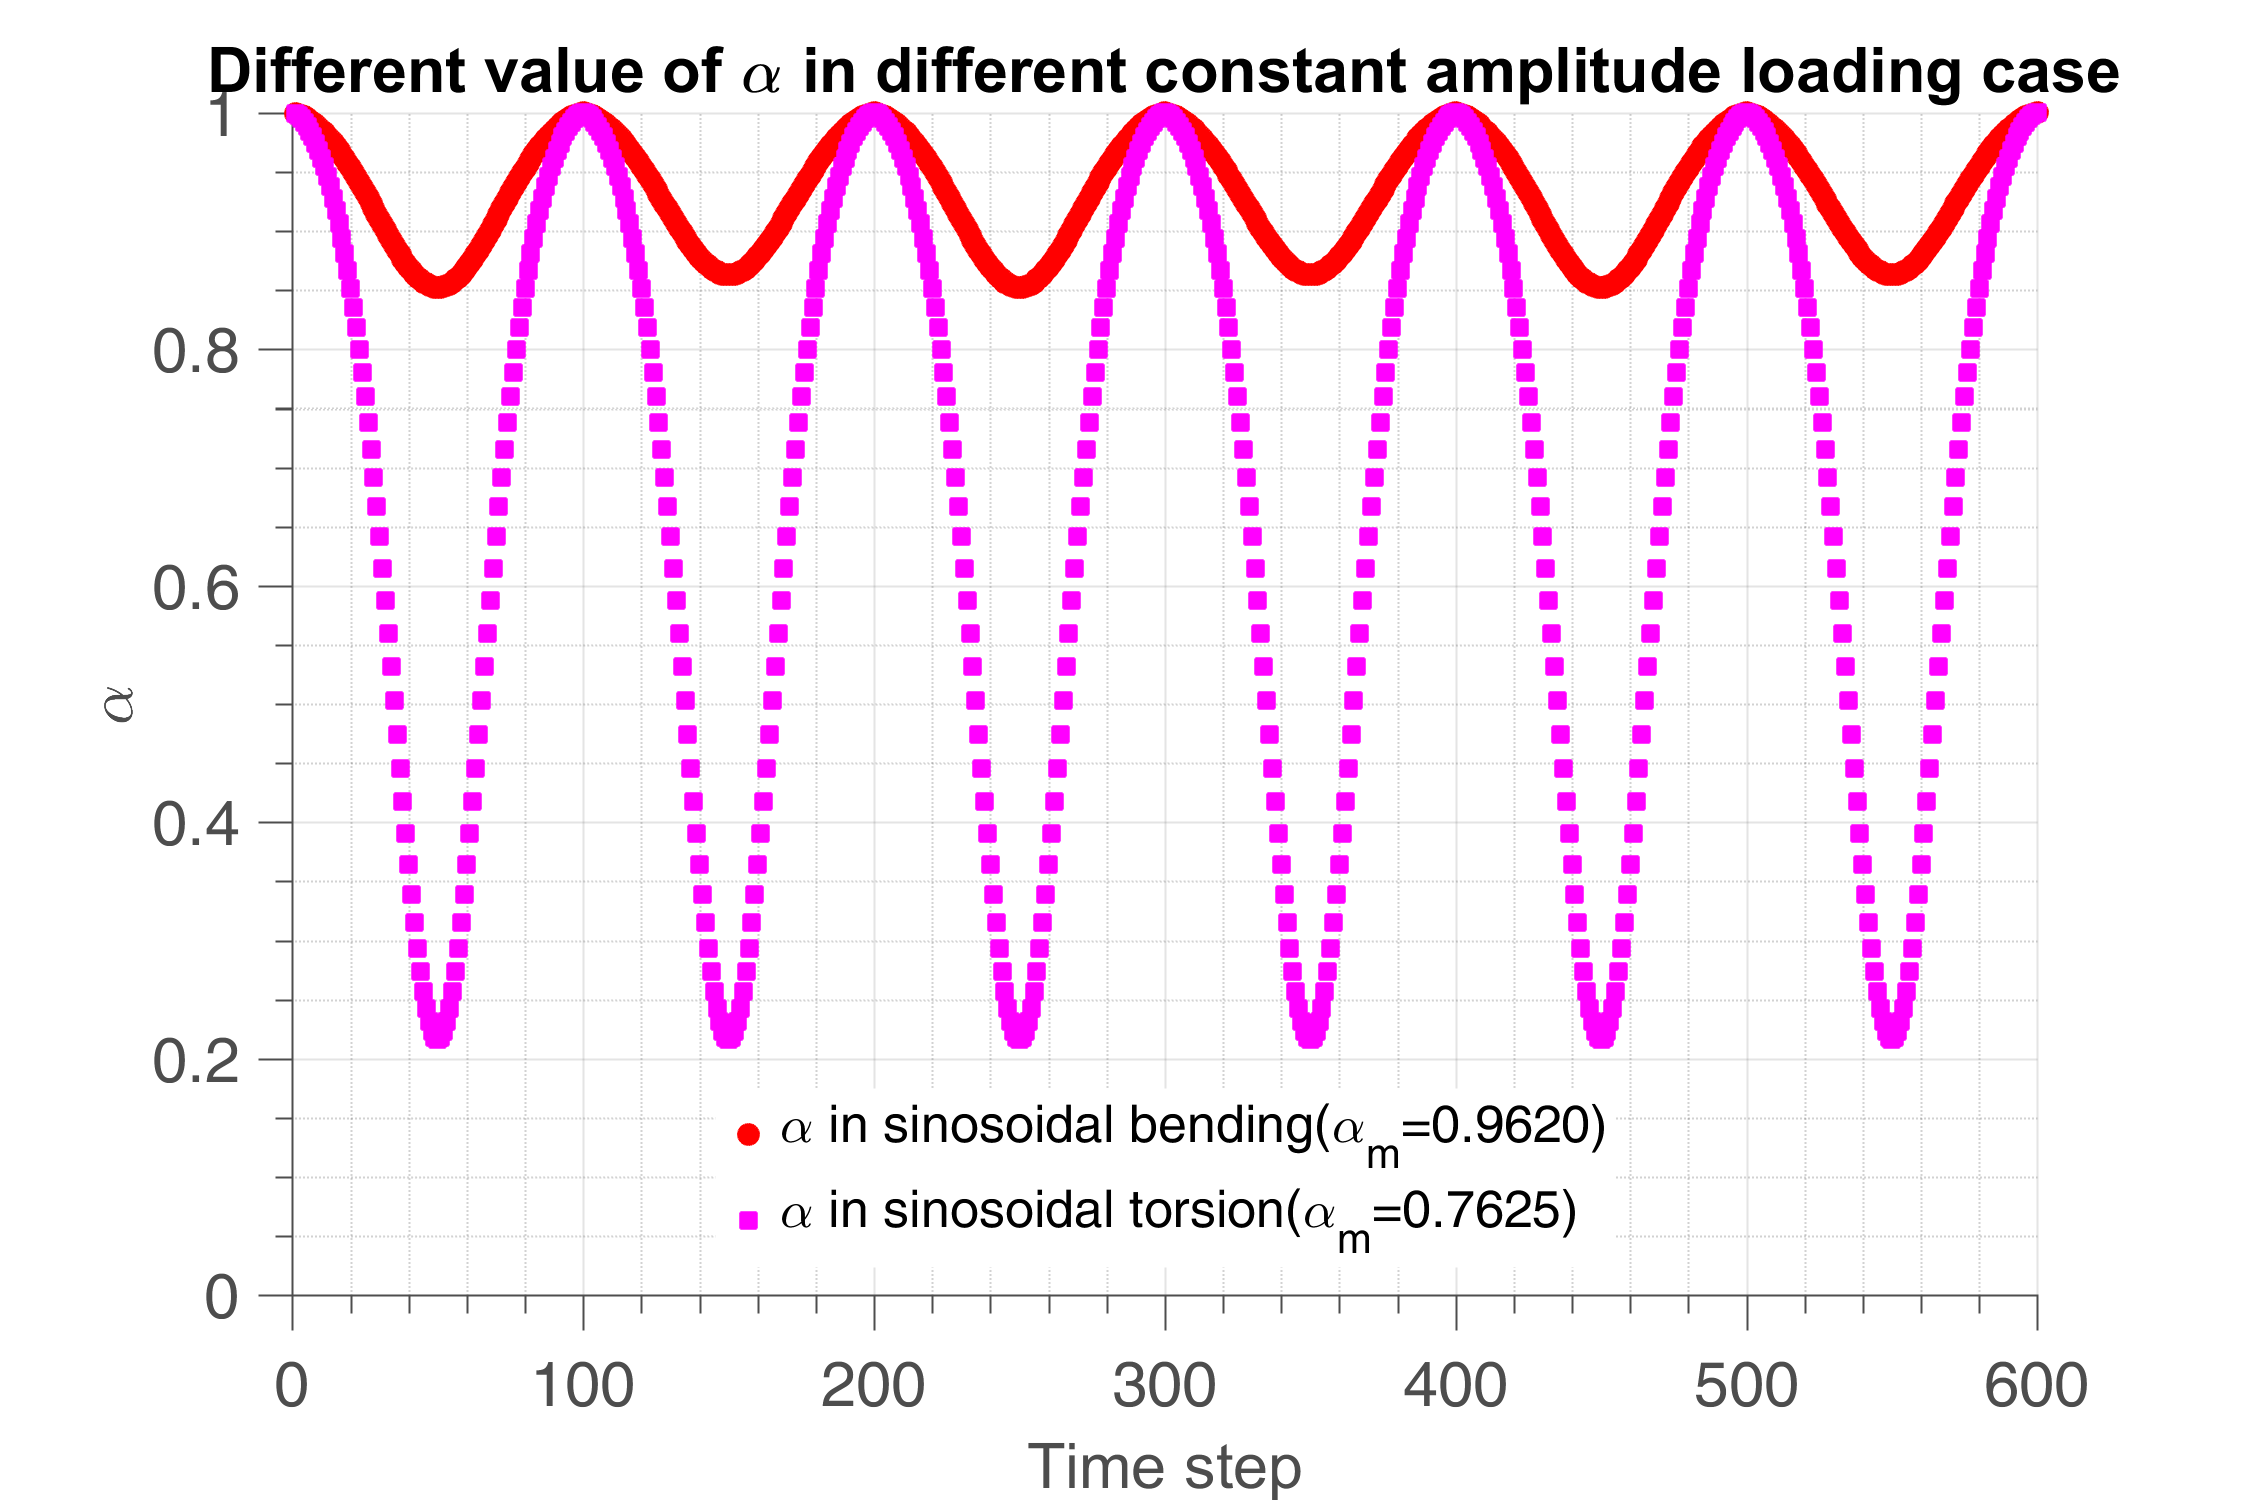 Different value of α in different constant amplitude loading case
1
0.8
0.6
0.4
0.2
0
α
α in sinosoidal bending(αm=0.9620)
α in sinosoidal torsion(αm=0.7625)
0 100 200 300 400 500 600
Time step